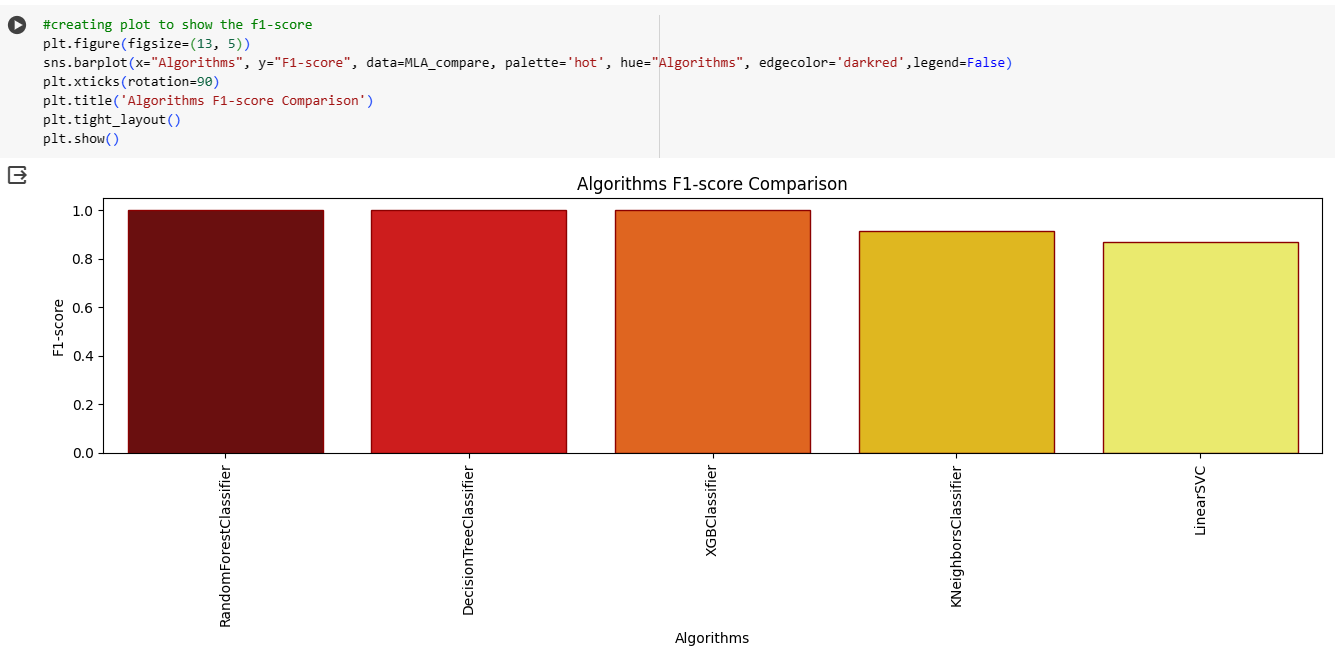 #creating plot to show the f1-score
plt.figure(figsize=(13, 5))
sns.barplot(x="Algorithms", y="F1-score", data=MLA_compare, palette='hot', hue="Algorithms", edgecolor='darkred',legend=False)
plt.xticks(rotation=90)
plt.title('Algorithms F1-score Comparison')
plt.tight_layout()
plt.show()
Algorithms F1-score Comparison
F1-score
1.0
0.8
0.6
0.4
0.2
0.0
RandomForestClassifier
DecisionTreeClassifier
XGBClassifier
KNeighborsClassifier
LinearSVC
Algorithms